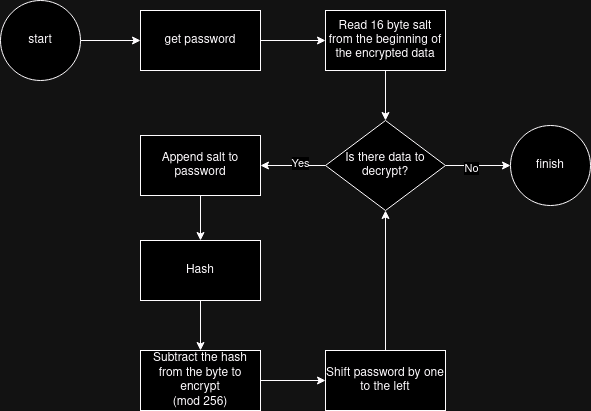 start
get password
Read 16 byte salt
from the beginning of
the encrypted data
Append salt to
password
Yes
Is there data to
decrypt?
No
finish
Hash
Subtract the hash
from the byte to
encrypt
(mod 256)
Shift password by one
to the left